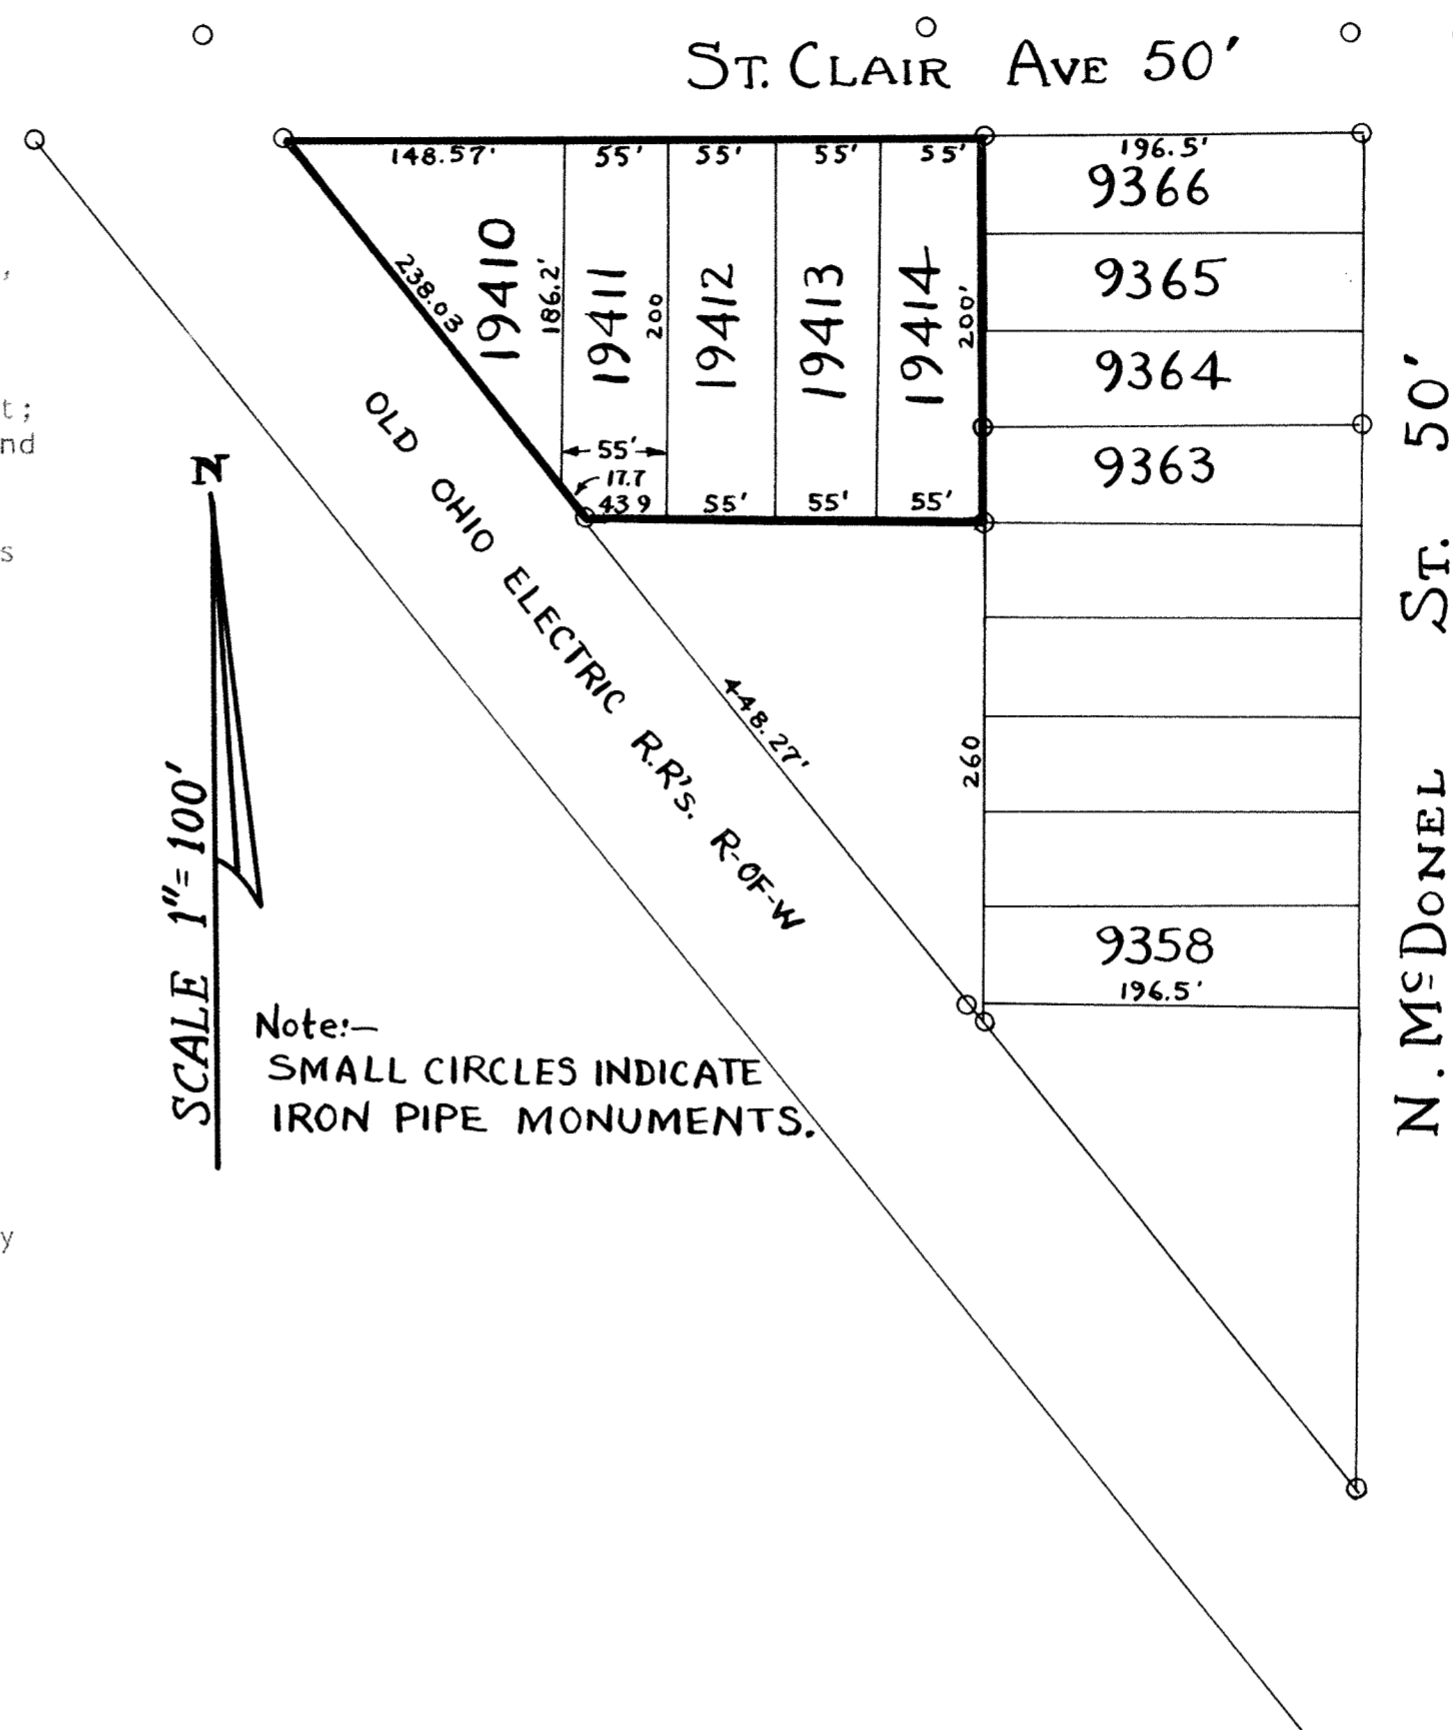 ST. CLAIR AVE 50'
148.57'
55'
55'
55'
55'
196.5'
9366
9365
9364
9363
19410
19411
19412
19413
19414
238.03
186.2'
200
200'
55'
17.7
43.9
55'
55'
55'
,
t;
nd
s
y
N
SCALE 1"=100'
OLD OHIO ELECTRIC R.R's. R-OF-W
448.27'
260
9358
196.5'
N. McDONEL ST. 50'
Note:-
SMALL CIRCLES INDICATE
IRON PIPE MONUMENTS.